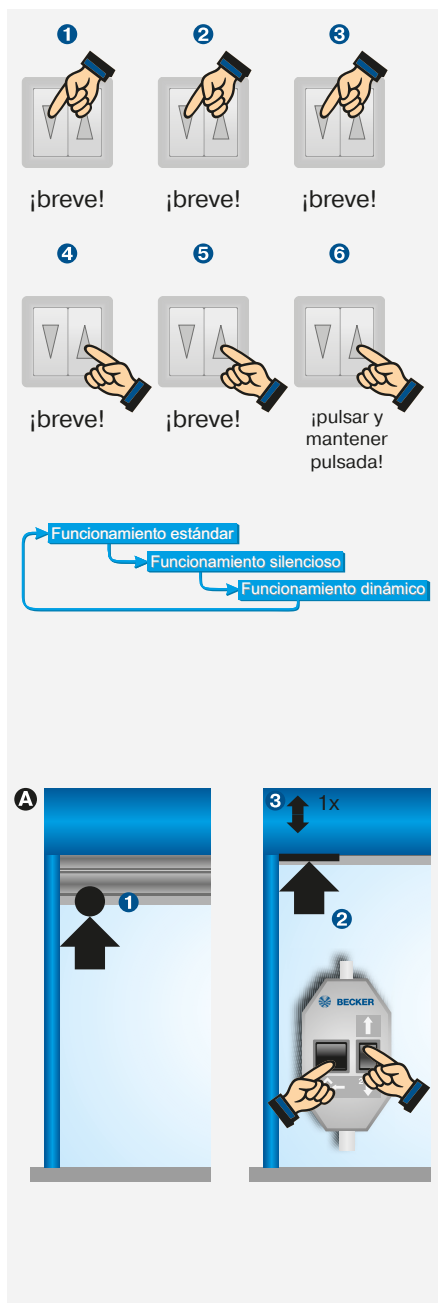 1 2 3
¡breve! ¡breve! ¡breve!
4 5 6
¡breve! ¡breve! ¡pulsar y
mantener
pulsada!
Funcionamiento estándar
Funcionamiento silencioso
Funcionamiento dinámico
A
1
3 1x
2
BECKER
2